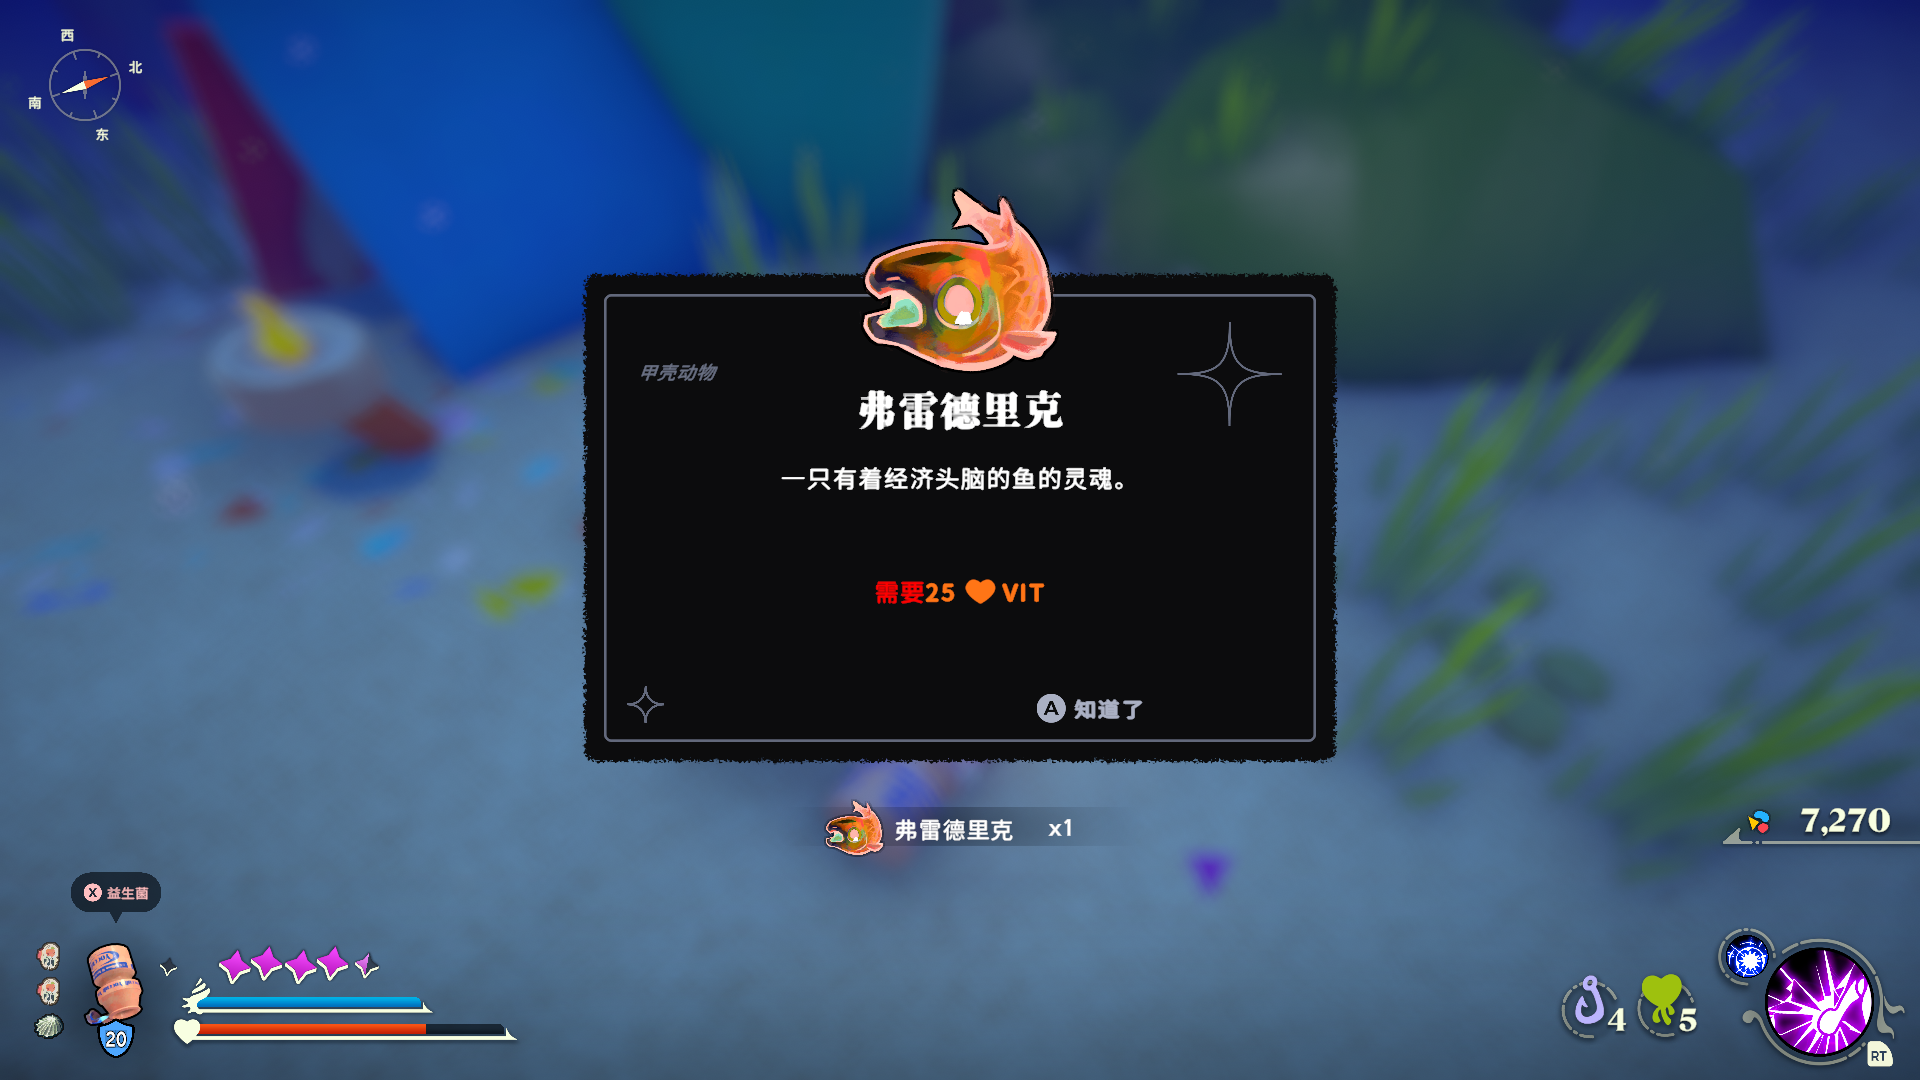 西
北
南
东
甲壳动物
弗雷德里克
一只有着经济头脑的鱼的灵魂。
需要25 VIT
A 知道了
弗雷德里克 x1
7,270
X 益生菌
20
4
5
RT